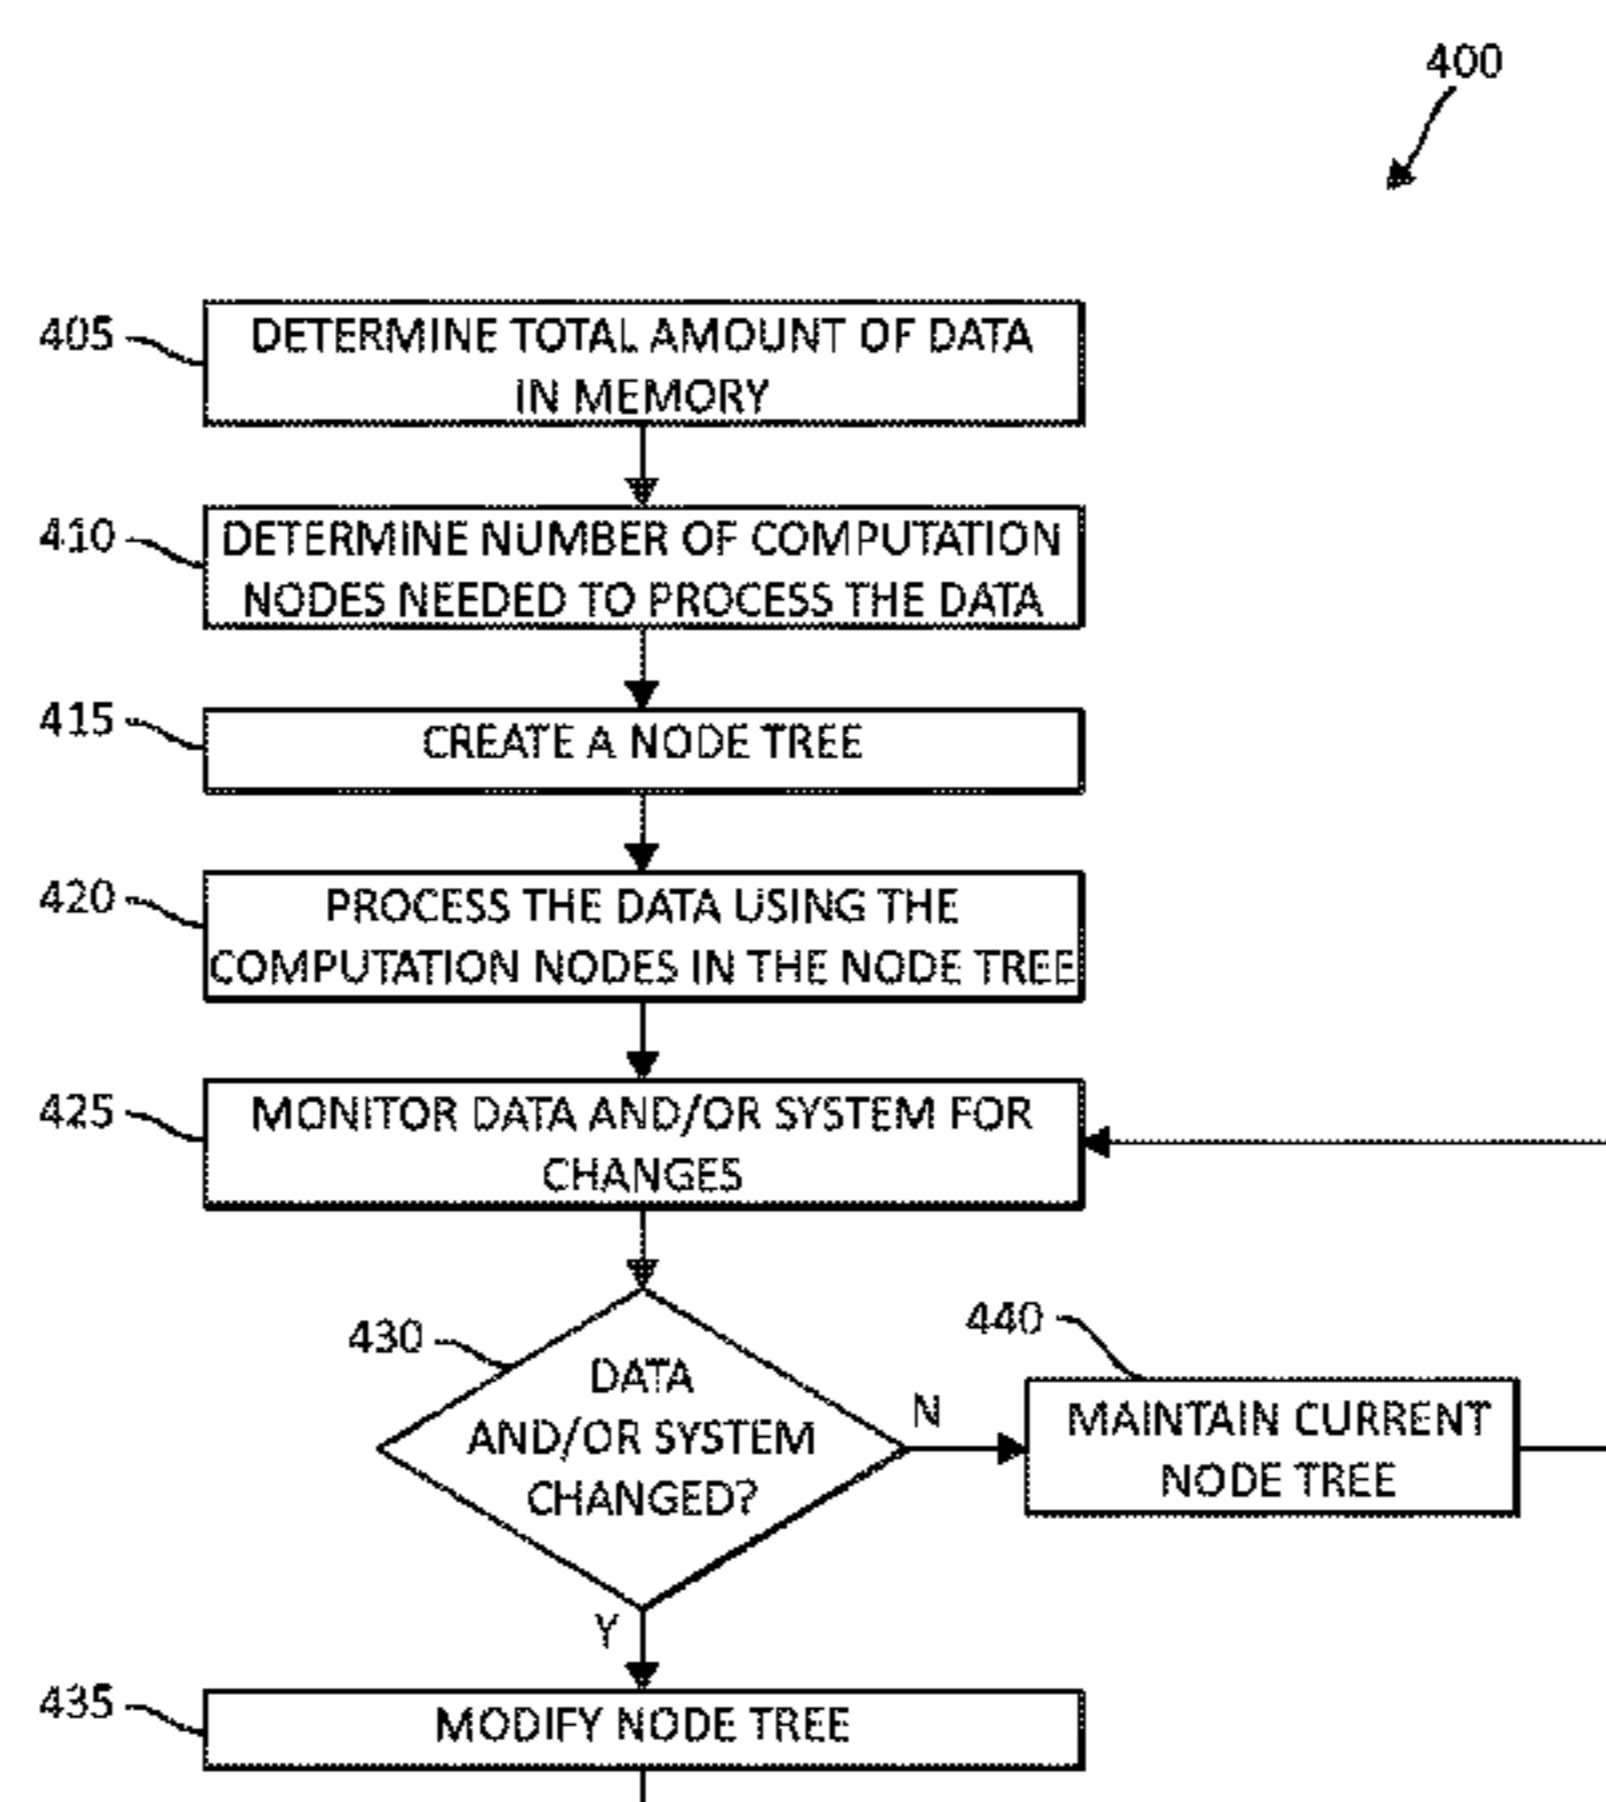 400
405
DETERMINE TOTAL AMOUNT OF DATA
IN MEMORY
410
DETERMINE NUMBER OF COMPUTATION
NODES NEEDED TO PROCESS THE DATA
415
CREATE A NODE TREE
420
PROCESS THE DATA USING THE
COMPUTATION NODES IN THE NODE TREE
425
MONITOR DATA AND/OR SYSTEM FOR
CHANGES
430
DATA
AND/OR SYSTEM
CHANGED?
N
440
MAINTAIN CURRENT
NODE TREE
Y
435
MODIFY NODE TREE